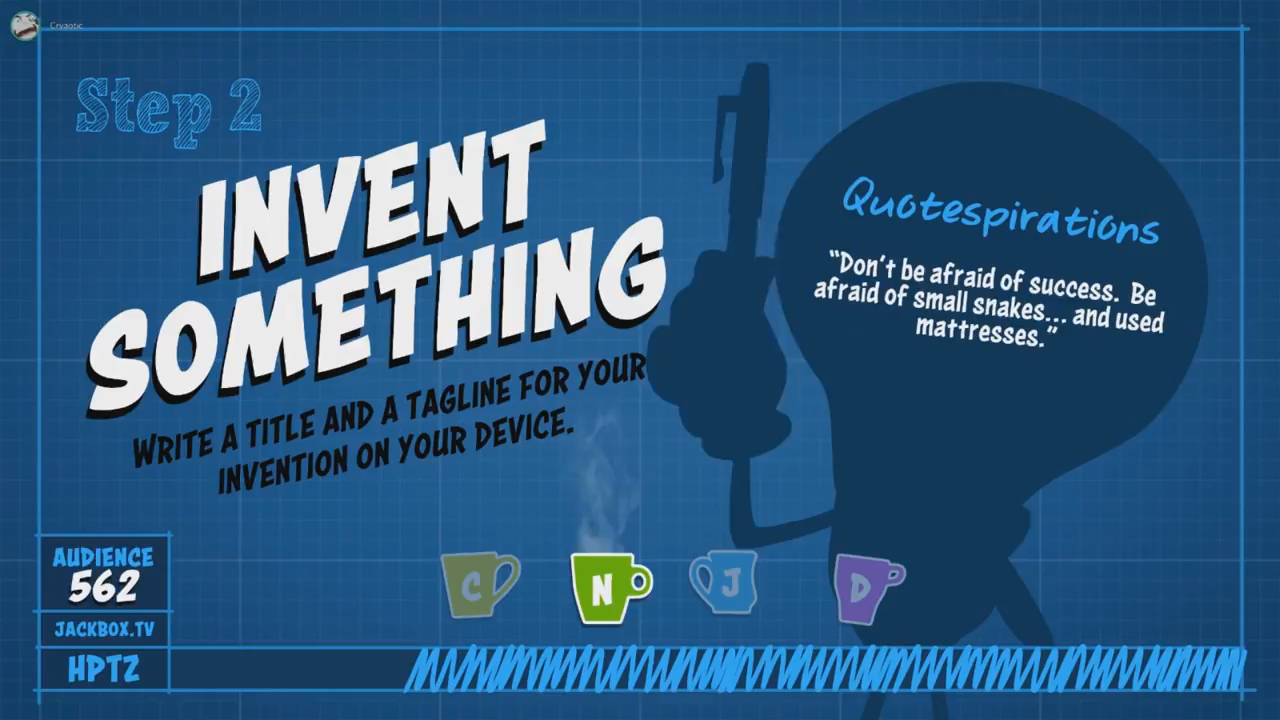 Cryaotic
Step 2
INVENT
SOMETHING
WRITE A TITLE AND A TAGLINE FOR YOUR
INVENTION ON YOUR DEVICE.
Quotespirations
“Don’t be afraid of success. Be
afraid of small snakes... and used
mattresses.”
C
N
J
D
AUDIENCE
562
JACKBOX.TV
HPTZ